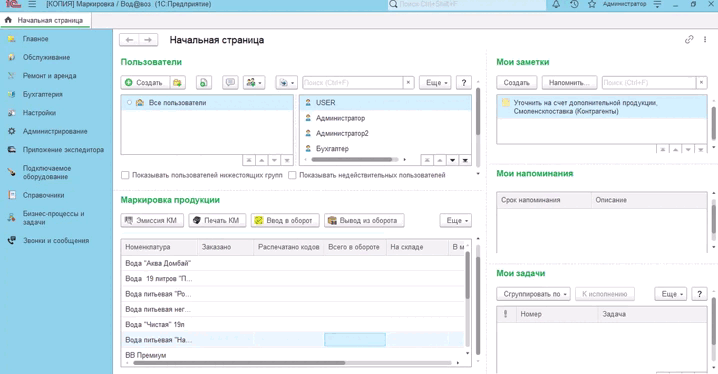 [КОПИЯ] Маркировка / Вод@воз (1С:Предприятие)
Поиск Ctrl+Shift+F
Администратор
Начальная страница
Главное
Обслуживание
Ремонт и аренда
Бухгалтерия
Настройки
Администрирование
Приложение экспедитора
Подключаемое
оборудование
Справочники
Бизнес-процессы и
задачи
Звонки и сообщения
Начальная страница
Пользователи
Создать
Поиск (Ctrl+F)
Еще
?
Все пользователи
USER
Администратор
Администратор2
Бухгалтер
Показывать пользователей нижестоящих групп
Показывать недействительных пользователей
Маркировка продукции
Эмиссия КМ
Печать КМ
Ввод в оборот
Вывод из оборота
Еще
Номенклатура Заказано Распечатано кодов Всего в обороте На складе В м
Вода "Аква Домбай"
Вода 19 литров "П...
Вода питьевая "Ро...
Вода питьевая нег...
Вода "Чистая" 19л
Вода питьевая "На...
ВВ Премиум
Мои заметки
Создать
Напомнить...
Поиск (Ctrl+F)
Уточнить на счет дополнительной продукции,
Смоленскпоставка (Контрагенты)
Мои напоминания
Срок напоминания Описание
Мои задачи
Сгруппировать по
К исполнению
Еще
?
Номер Задача